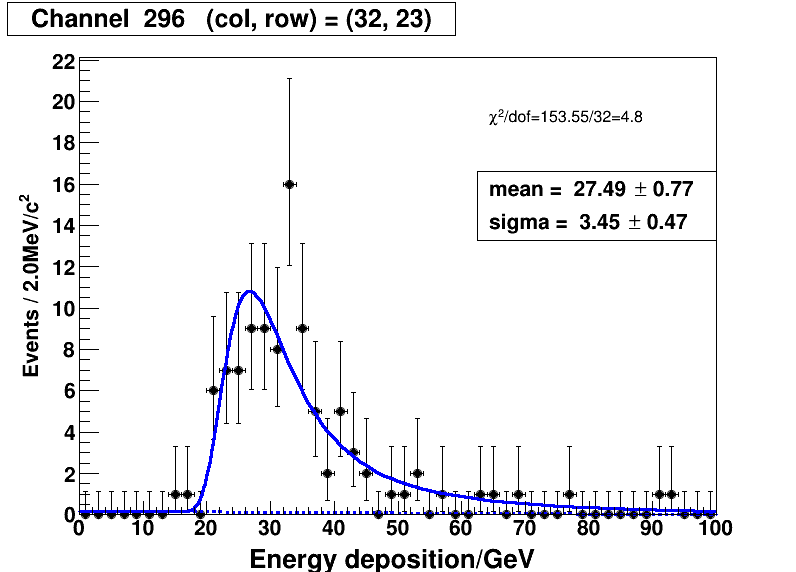 Channel 296 (col, row) = (32, 23)
22
20
18
16
14
12
10
8
6
4
2
0
Events / 2.0MeV/c²
χ²/dof=153.55/32=4.8
mean = 27.49 ± 0.77
sigma = 3.45 ± 0.47
0 10 20 30 40 50 60 70 80 90 100
Energy deposition/GeV